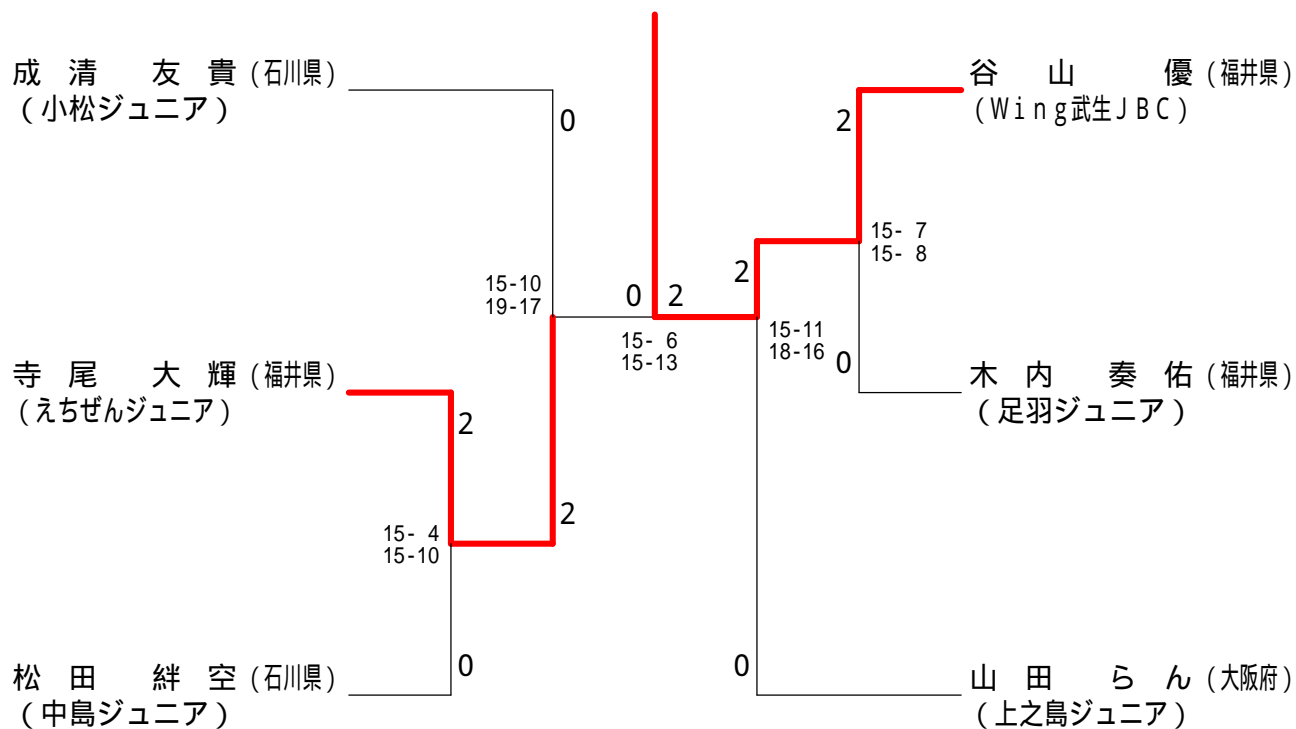 成 清 友 貴 (石川県)
(小松ジュニア)
0
15-10
19-17
寺 尾 大 輝 (福井県)
(えちぜんジュニア)
2
15- 4
15-10
2
松 田 絆 空 (石川県)
(中島ジュニア)
0
0 2
15- 6
15-13
谷 山 優 (福井県)
(Wing武生JBC)
2
15- 7
15- 8
2
15-11
18-16
0
木 内 奏 佑 (福井県)
(足羽ジュニア)
0
山 田 ら ん (大阪府)
(上之島ジュニア)